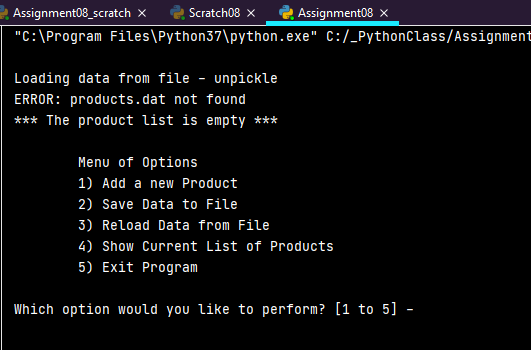 Assignment08_scratch × Scratch08 × Assignment08 ×
"C:\Program Files\Python37\python.exe" C:/_PythonClass/Assignment
Loading data from file - unpickle
ERROR: products.dat not found
*** The product list is empty ***
Menu of Options
1) Add a new Product
2) Save Data to File
3) Reload Data from File
4) Show Current List of Products
5) Exit Program
Which option would you like to perform? [1 to 5] -